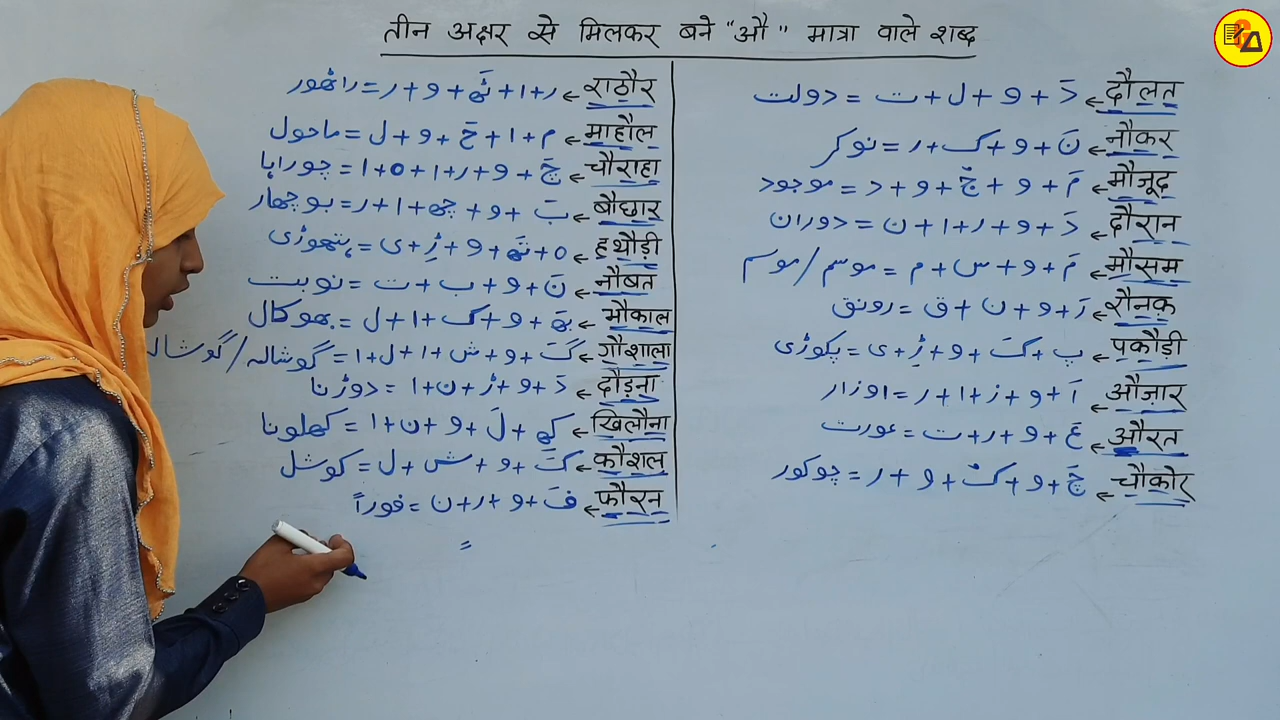 तीन अक्षर से मिलकर बने "औ" मात्रा वाले शब्द
दौलत ← دَ + و + ل + ت = دولت
नौकर ← نَ + و + ک + ر = نوکر
मौजूद ← مَ + و + جٗ + و + د = موجود
दौरान ← دَ + و + ر + ا + ن = دوران
मौसम ← مَ + و + س + م = موسم / موسم
रौनक़ ← رَ + و + ن + ق = رونق
पकौड़ी ← پ + کَ + و + ڑِ + ی = پکوڑی
औज़ार ← اَ + و + ز + ا + ر = اوزار
औरत ← عَ + و + ر + ت = عورت
चौकोर ← چَ + و + ک + و + ر = چوکور
राठौर ← ر + ا + ٹھَ + و + ر = راٹھور
माहौल ← م + ا + حَ + و + ل = ماحول
चौराहा ← چَ + و + ر + ا + ہ + ا = چوراہا
बौछार ← بَ + و + چھ + ا + ر = بوچھار
हथौड़ी ← ہ + تھَ + و + ڑِ + ی = ہتھوڑی
नौबत ← نَ + و + ب + ت = نوبت
भौकाल ← بھَ + و + ک + ا + ل = بھوکال
गौशाला ← گَ + و + ش + ا + ل + ا = گوشالہ / گوشالہ
दौड़ना ← دَ + و + ڑ + ن + ا = دوڑنا
खिलौना ← کھِ + لَ + و + ن + ا = کھلونا
कौशल ← کَ + و + ش + ل = کوشل
फौरन ← فَ + و + ر + ن = فوراً
=